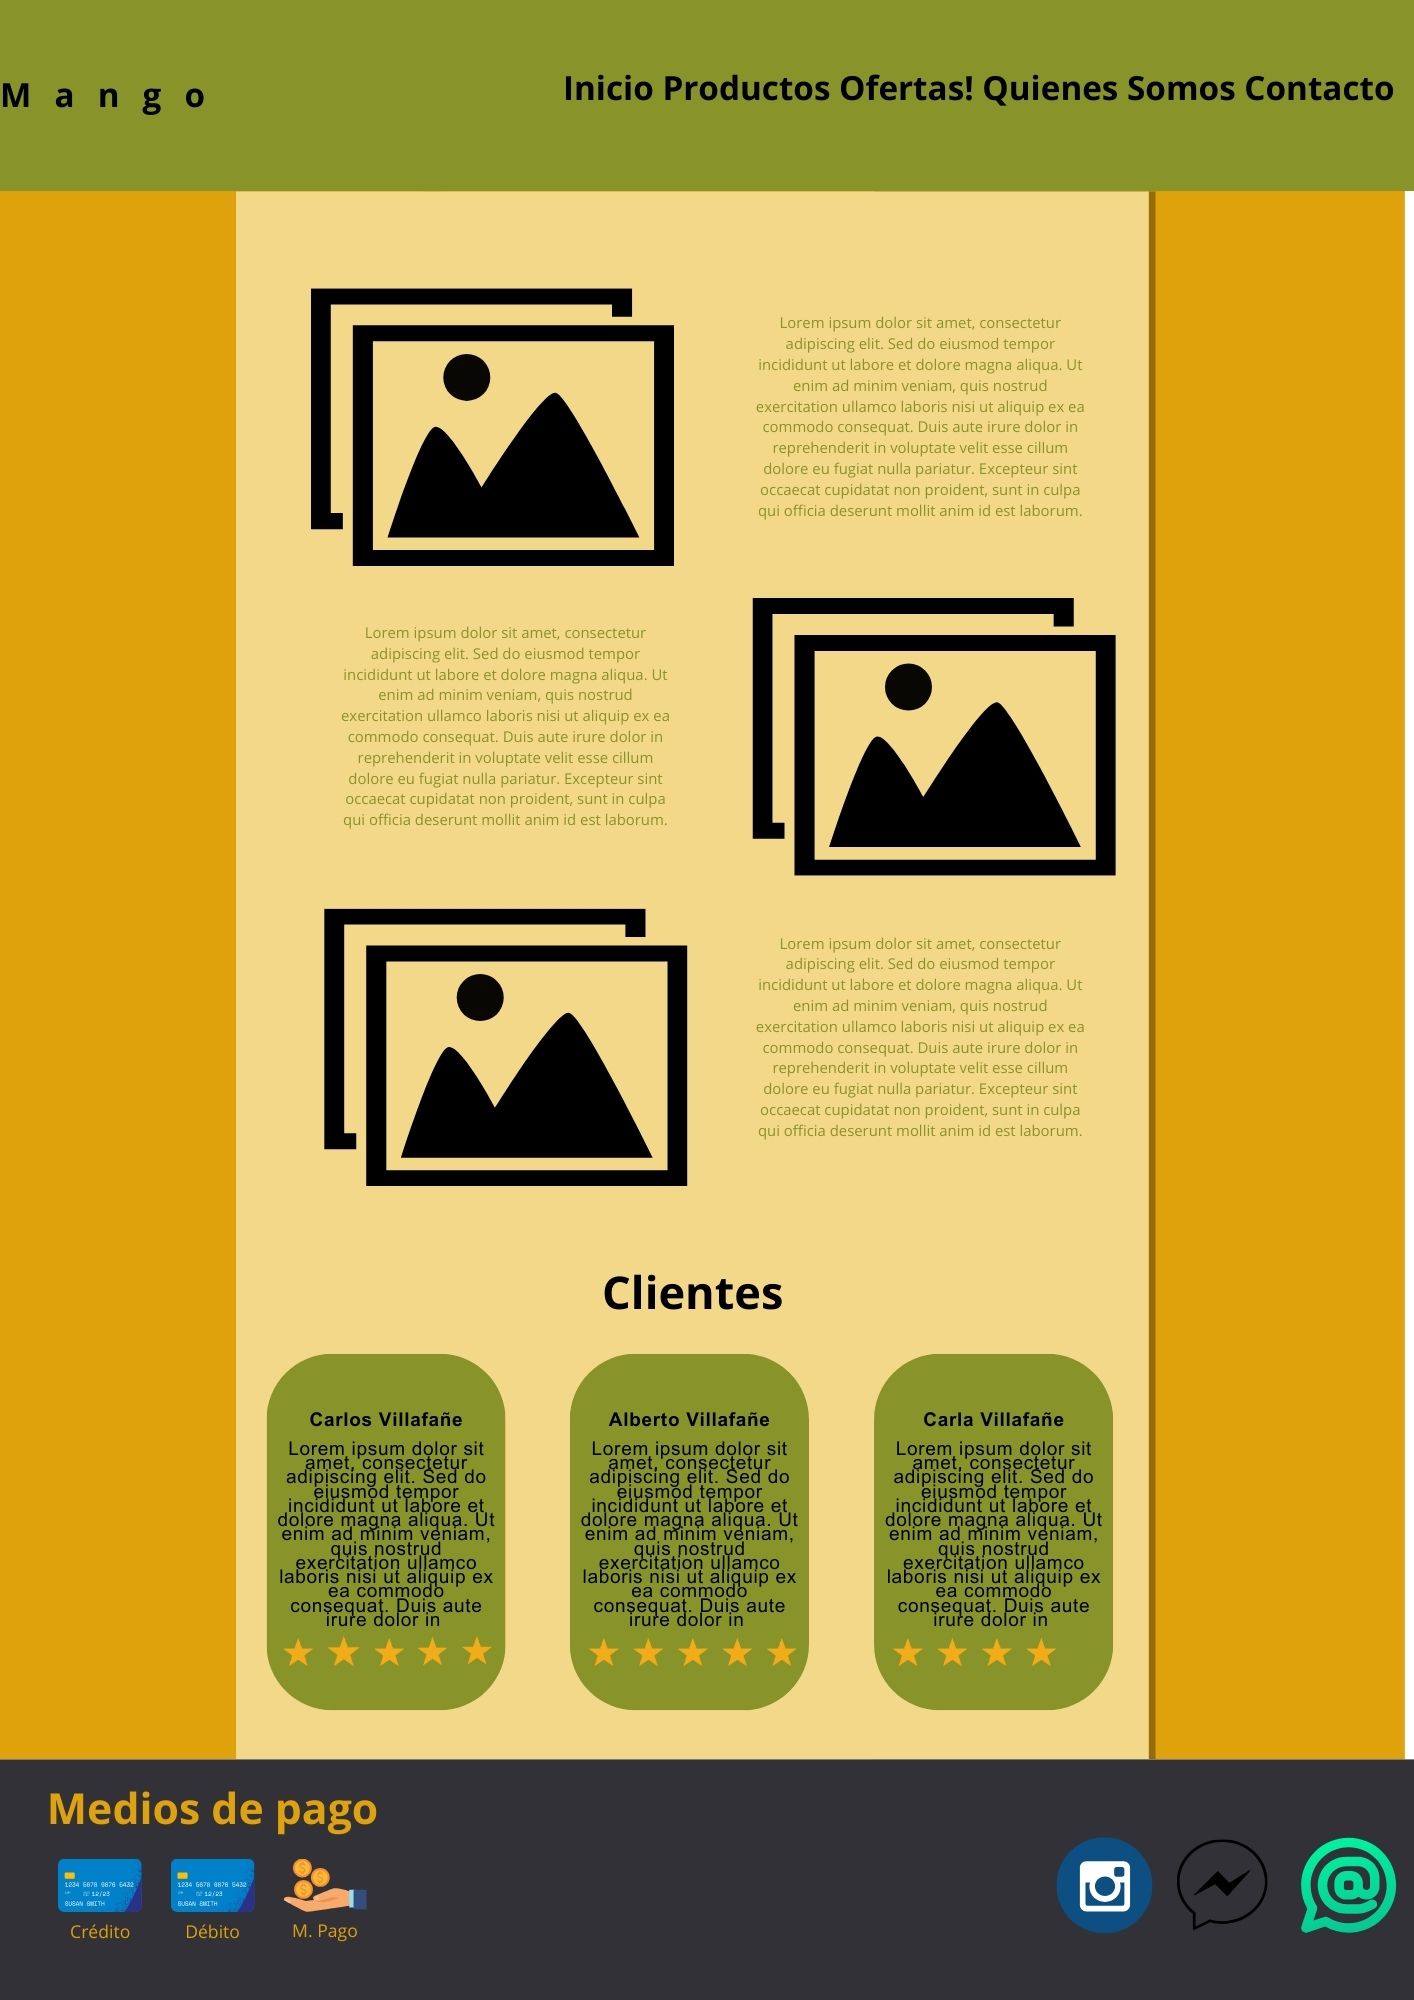 M a n g o
Inicio Productos Ofertas! Quienes Somos Contacto
Lorem ipsum dolor sit amet, consectetur
adipiscing elit. Sed do eiusmod tempor
incididunt ut labore et dolore magna aliqua. Ut
enim ad minim veniam, quis nostrud
exercitation ullamco laboris nisi ut aliquip ex ea
commodo consequat. Duis aute irure dolor in
reprehenderit in voluptate velit esse cillum
dolore eu fugiat nulla pariatur. Excepteur sint
occaecat cupidatat non proident, sunt in culpa
qui officia deserunt mollit anim id est laborum.
Lorem ipsum dolor sit amet, consectetur
adipiscing elit. Sed do eiusmod tempor
incididunt ut labore et dolore magna aliqua. Ut
enim ad minim veniam, quis nostrud
exercitation ullamco laboris nisi ut aliquip ex ea
commodo consequat. Duis aute irure dolor in
reprehenderit in voluptate velit esse cillum
dolore eu fugiat nulla pariatur. Excepteur sint
occaecat cupidatat non proident, sunt in culpa
qui officia deserunt mollit anim id est laborum.
Lorem ipsum dolor sit amet, consectetur
adipiscing elit. Sed do eiusmod tempor
incididunt ut labore et dolore magna aliqua. Ut
enim ad minim veniam, quis nostrud
exercitation ullamco laboris nisi ut aliquip ex ea
commodo consequat. Duis aute irure dolor in
reprehenderit in voluptate velit esse cillum
dolore eu fugiat nulla pariatur. Excepteur sint
occaecat cupidatat non proident, sunt in culpa
qui officia deserunt mollit anim id est laborum.
Clientes
Carlos Villafañe
Lorem ipsum dolor sit
amet, consectetur
adipiscing elit. Sed do
eiusmod tempor
incididunt ut labore et
dolore magna aliqua. Ut
enim ad minim veniam,
quis nostrud
exercitation ullamco
laboris nisi ut aliquip ex
ea commodo
consequat. Duis aute
irure dolor in
Alberto Villafañe
Lorem ipsum dolor sit
amet, consectetur
adipiscing elit. Sed do
eiusmod tempor
incididunt ut labore et
dolore magna aliqua. Ut
enim ad minim veniam,
quis nostrud
exercitation ullamco
laboris nisi ut aliquip ex
ea commodo
consequat. Duis aute
irure dolor in
Carla Villafañe
Lorem ipsum dolor sit
amet, consectetur
adipiscing elit. Sed do
eiusmod tempor
incididunt ut labore et
dolore magna aliqua. Ut
enim ad minim veniam,
quis nostrud
exercitation ullamco
laboris nisi ut aliquip ex
ea commodo
consequat. Duis aute
irure dolor in
Medios de pago
1234 5678 9876 5432
12/23
SUSAN SMITH
Crédito
1234 5678 9876 5432
12/23
SUSAN SMITH
Débito
M. Pago
@